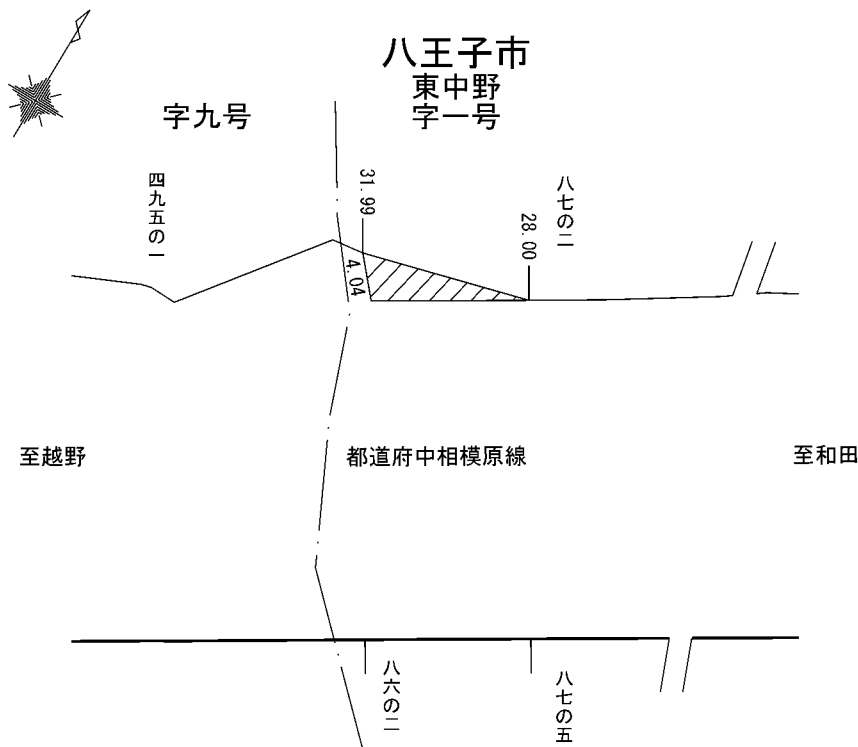 八王子市
東中野
字一号
字九号
四九五の一
31.99
4.04
28.00
八七の二
至越野
都道府中相模原線
至和田
八六の二
八七の五